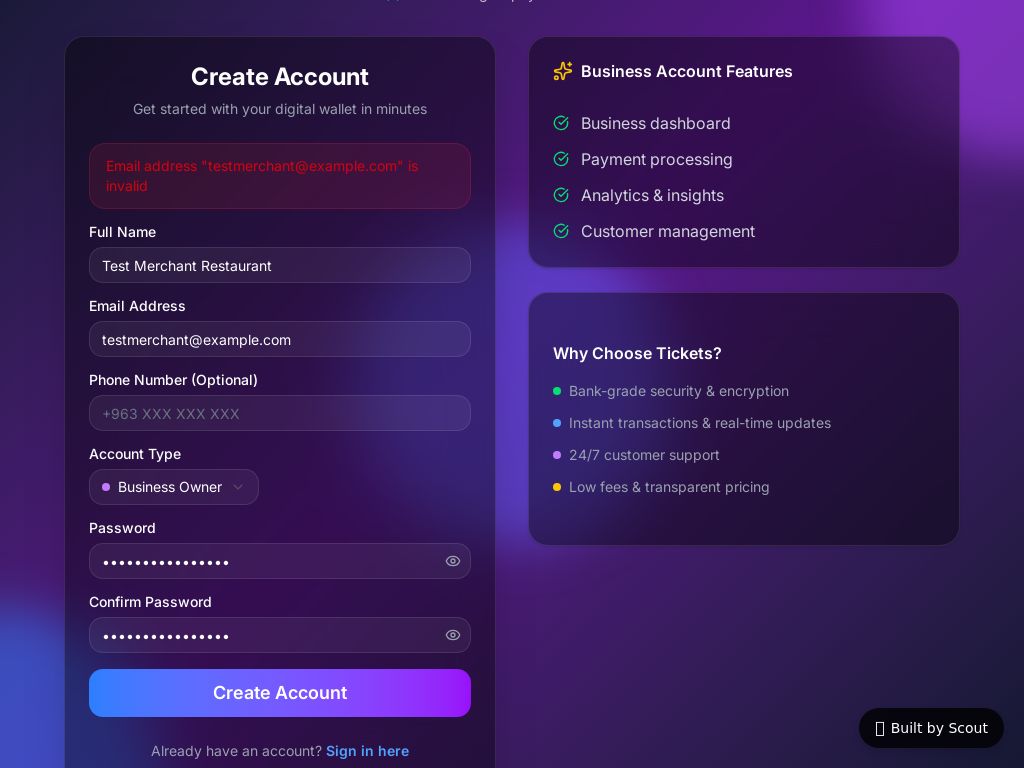 Create Account
Get started with your digital wallet in minutes
Email address "testmerchant@example.com" is
invalid
Full Name
Test Merchant Restaurant
Email Address
testmerchant@example.com
Phone Number (Optional)
+963 XXX XXX XXX
Account Type
Business Owner
Password
••••••••••••••••
Confirm Password
••••••••••••••••
Create Account
Already have an account? Sign in here
Business Account Features
Business dashboard
Payment processing
Analytics & insights
Customer management
Why Choose Tickets?
Bank-grade security & encryption
Instant transactions & real-time updates
24/7 customer support
Low fees & transparent pricing
Built by Scout